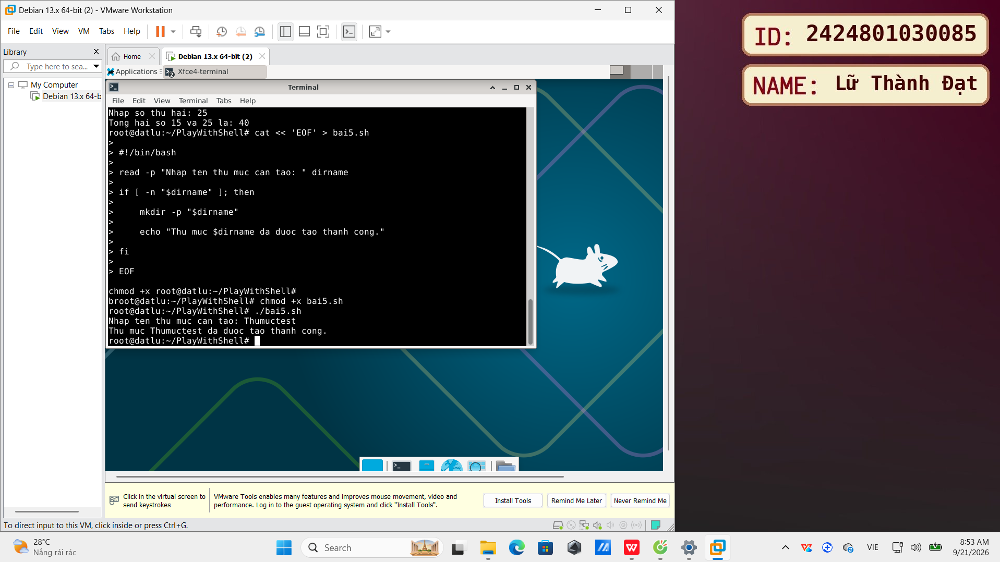 Debian 13.x 64-bit (2) - VMware Workstation
File Edit View VM Tabs Help
Library
Type here to sea...
My Computer
Debian 13.x 64-b
Home
Debian 13.x 64-bit (2)
Applications
Xfce4-terminal
Terminal
File Edit View Terminal Tabs Help
Nhap so thu hai: 25
Tong hai so 15 va 25 la: 40
root@datlu:~/PlayWithShell# cat << 'EOF' > bai5.sh
>
> #!/bin/bash
>
> read -p "Nhap ten thu muc can tao: " dirname
>
> if [ -n "$dirname" ]; then
>
>     mkdir -p "$dirname"
>
>     echo "Thu muc $dirname da duoc tao thanh cong."
>
> fi
>
> EOF
chmod +x root@datlu:~/PlayWithShell#
broot@datlu:~/PlayWithShell# chmod +x bai5.sh
root@datlu:~/PlayWithShell# ./bai5.sh
Nhap ten thu muc can tao: Thumuctest
Thu muc Thumuctest da duoc tao thanh cong.
root@datlu:~/PlayWithShell#
Click in the virtual screen to
send keystrokes
VMware Tools enables many features and improves mouse movement, video and
performance. Log in to the guest operating system and click "Install Tools".
Install Tools
Remind Me Later
Never Remind Me
To direct input to this VM, click inside or press Ctrl+G.
ID: 2424801030085
NAME: Lữ Thành Đạt
28°C
Nắng rải rác
Search
VIE
8:53 AM
9/21/2026